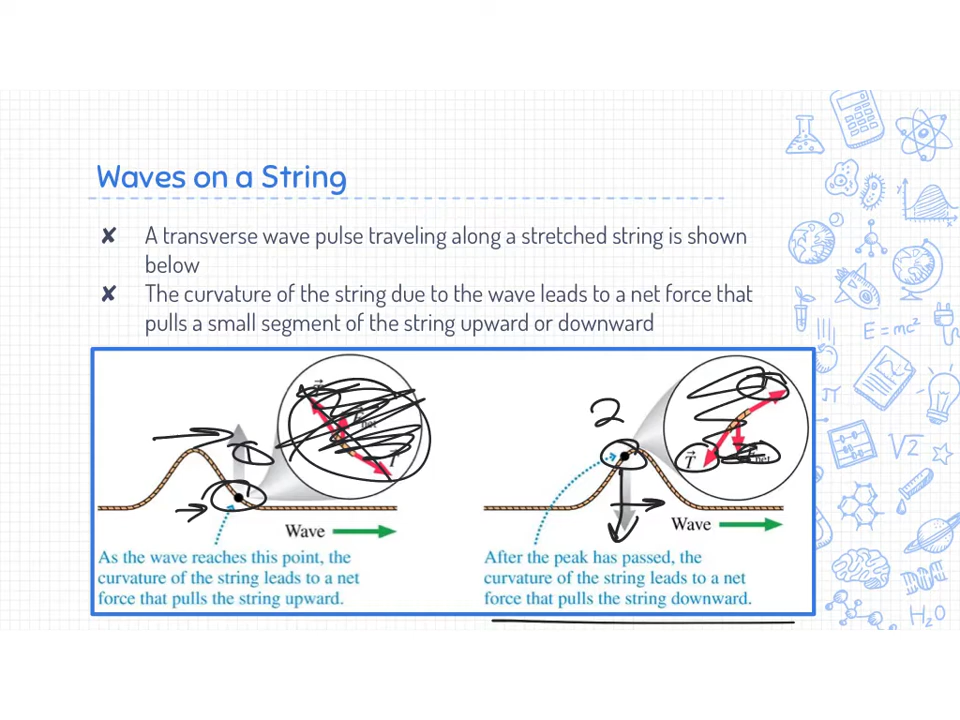 Waves on a String
✘ A transverse wave pulse traveling along a stretched string is shown
below
✘ The curvature of the string due to the wave leads to a net force that
pulls a small segment of the string upward or downward
1
T
net
T
Wave
As the wave reaches this point, the
curvature of the string leads to a net
force that pulls the string upward.
2
T
T
net
Wave
After the peak has passed, the
curvature of the string leads to a net
force that pulls the string downward.
y
x
E=mc²
π
√2
H₂O